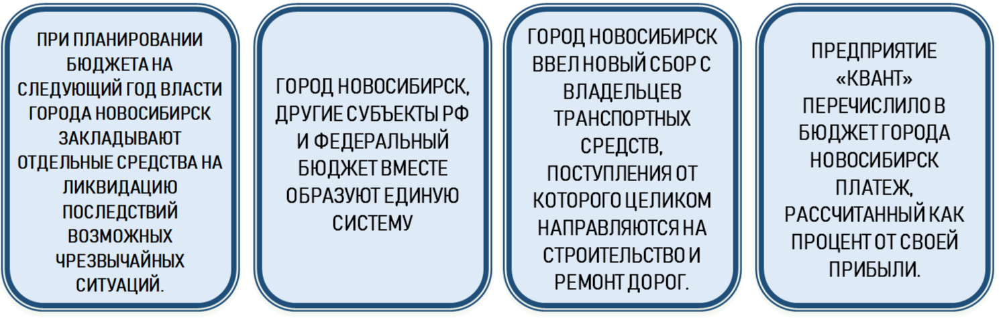 ПРИ ПЛАНИРОВАНИИ
БЮДЖЕТА НА
СЛЕДУЮЩИЙ ГОД ВЛАСТИ
ГОРОДА НОВОСИБИРСК
ЗАКЛАДЫВАЮТ
ОТДЕЛЬНЫЕ СРЕДСТВА НА
ЛИКВИДАЦИЮ
ПОСЛЕДСТВИЙ
ВОЗМОЖНЫХ
ЧРЕЗВЫЧАЙНЫХ
СИТУАЦИЙ.
ГОРОД НОВОСИБИРСК,
ДРУГИЕ СУБЪЕКТЫ РФ
И ФЕДЕРАЛЬНЫЙ
БЮДЖЕТ ВМЕСТЕ
ОБРАЗУЮТ ЕДИНУЮ
СИСТЕМУ
ГОРОД НОВОСИБИРСК
ВВЕЛ НОВЫЙ СБОР С
ВЛАДЕЛЬЦЕВ
ТРАНСПОРТНЫХ
СРЕДСТВ,
ПОСТУПЛЕНИЯ ОТ
КОТОРОГО ЦЕЛИКОМ
НАПРАВЛЯЮТСЯ НА
СТРОИТЕЛЬСТВО И
РЕМОНТ ДОРОГ.
ПРЕДПРИЯТИЕ
«КВАНТ»
ПЕРЕЧИСЛИЛО В
БЮДЖЕТ ГОРОДА
НОВОСИБИРСК
ПЛАТЕЖ,
РАССЧИТАННЫЙ КАК
ПРОЦЕНТ ОТ СВОЕЙ
ПРИБЫЛИ.